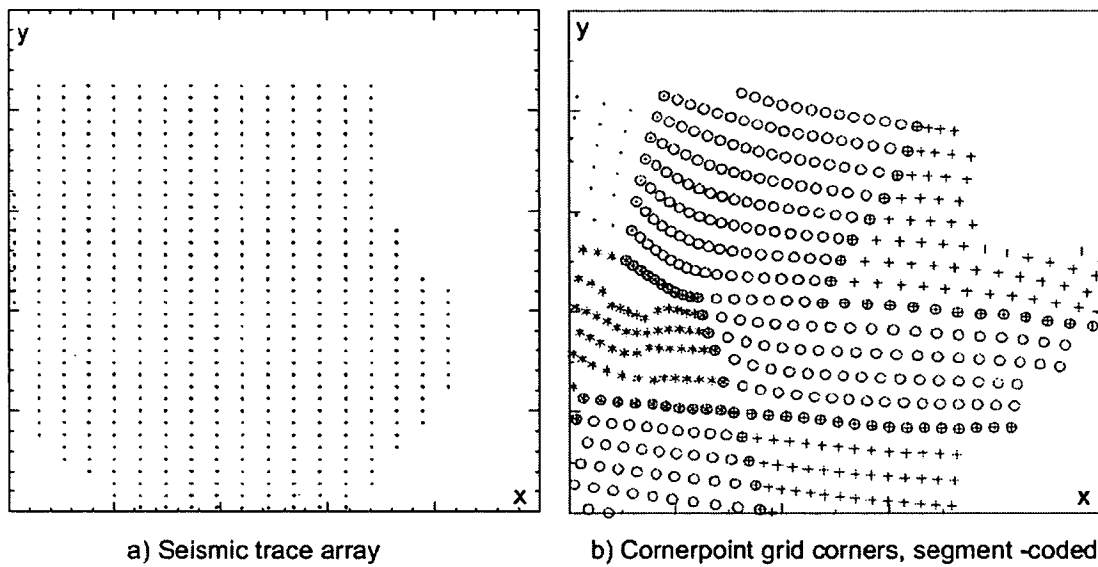 y
x
y
x
a) Seismic trace array
b) Cornerpoint grid corners, segment -coded